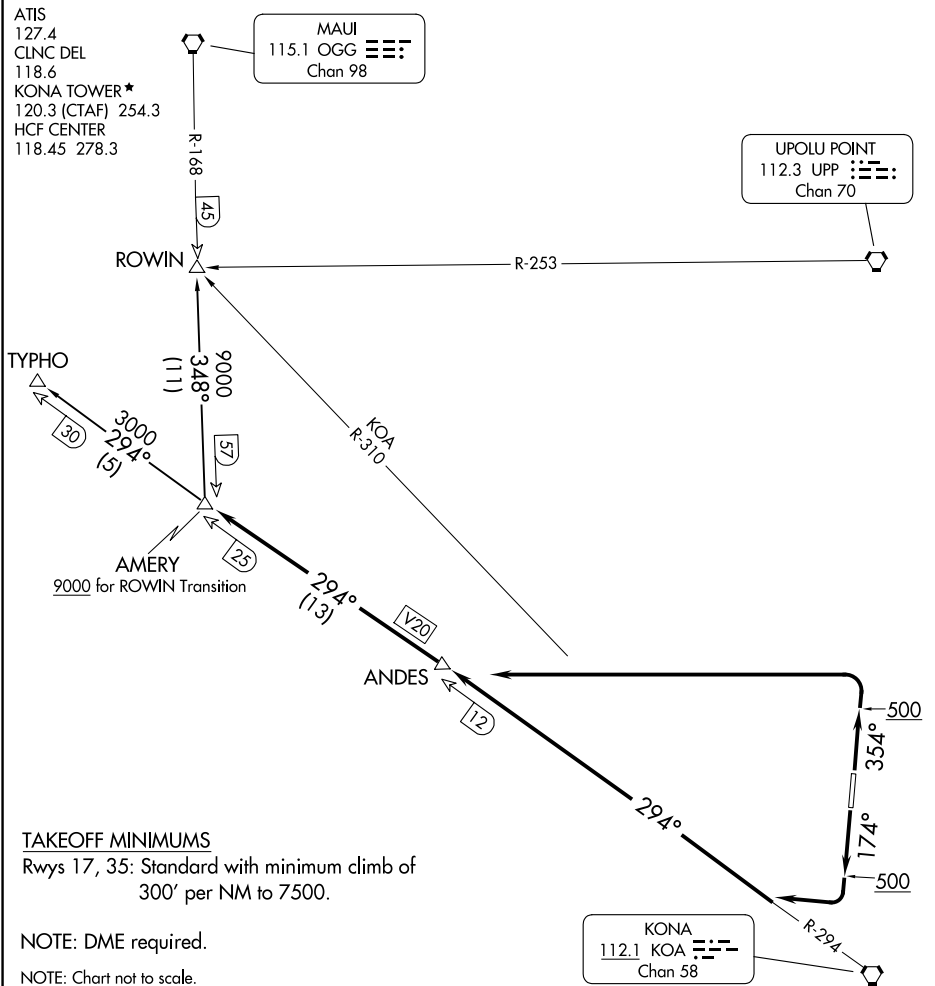 ATIS
127.4
CLNC DEL
118.6
KONA TOWER★
120.3 (CTAF) 254.3
HCF CENTER
118.45 278.3
MAUI
115.1 OGG
Chan 98
R-168
45
UPOLU POINT
112.3 UPP
Chan 70
ROWIN
R-253
TYPHO
30
3000
294°
(5)
9000
348°
(11)
57
KOA
R-310
AMERY
9000 for ROWIN Transition
25
294°
(13)
V20
ANDES
12
500
354°
174°
500
294°
R-294
TAKEOFF MINIMUMS
Rwys 17, 35: Standard with minimum climb of
300' per NM to 7500.
NOTE: DME required.
NOTE: Chart not to scale.
KONA
112.1 KOA
Chan 58